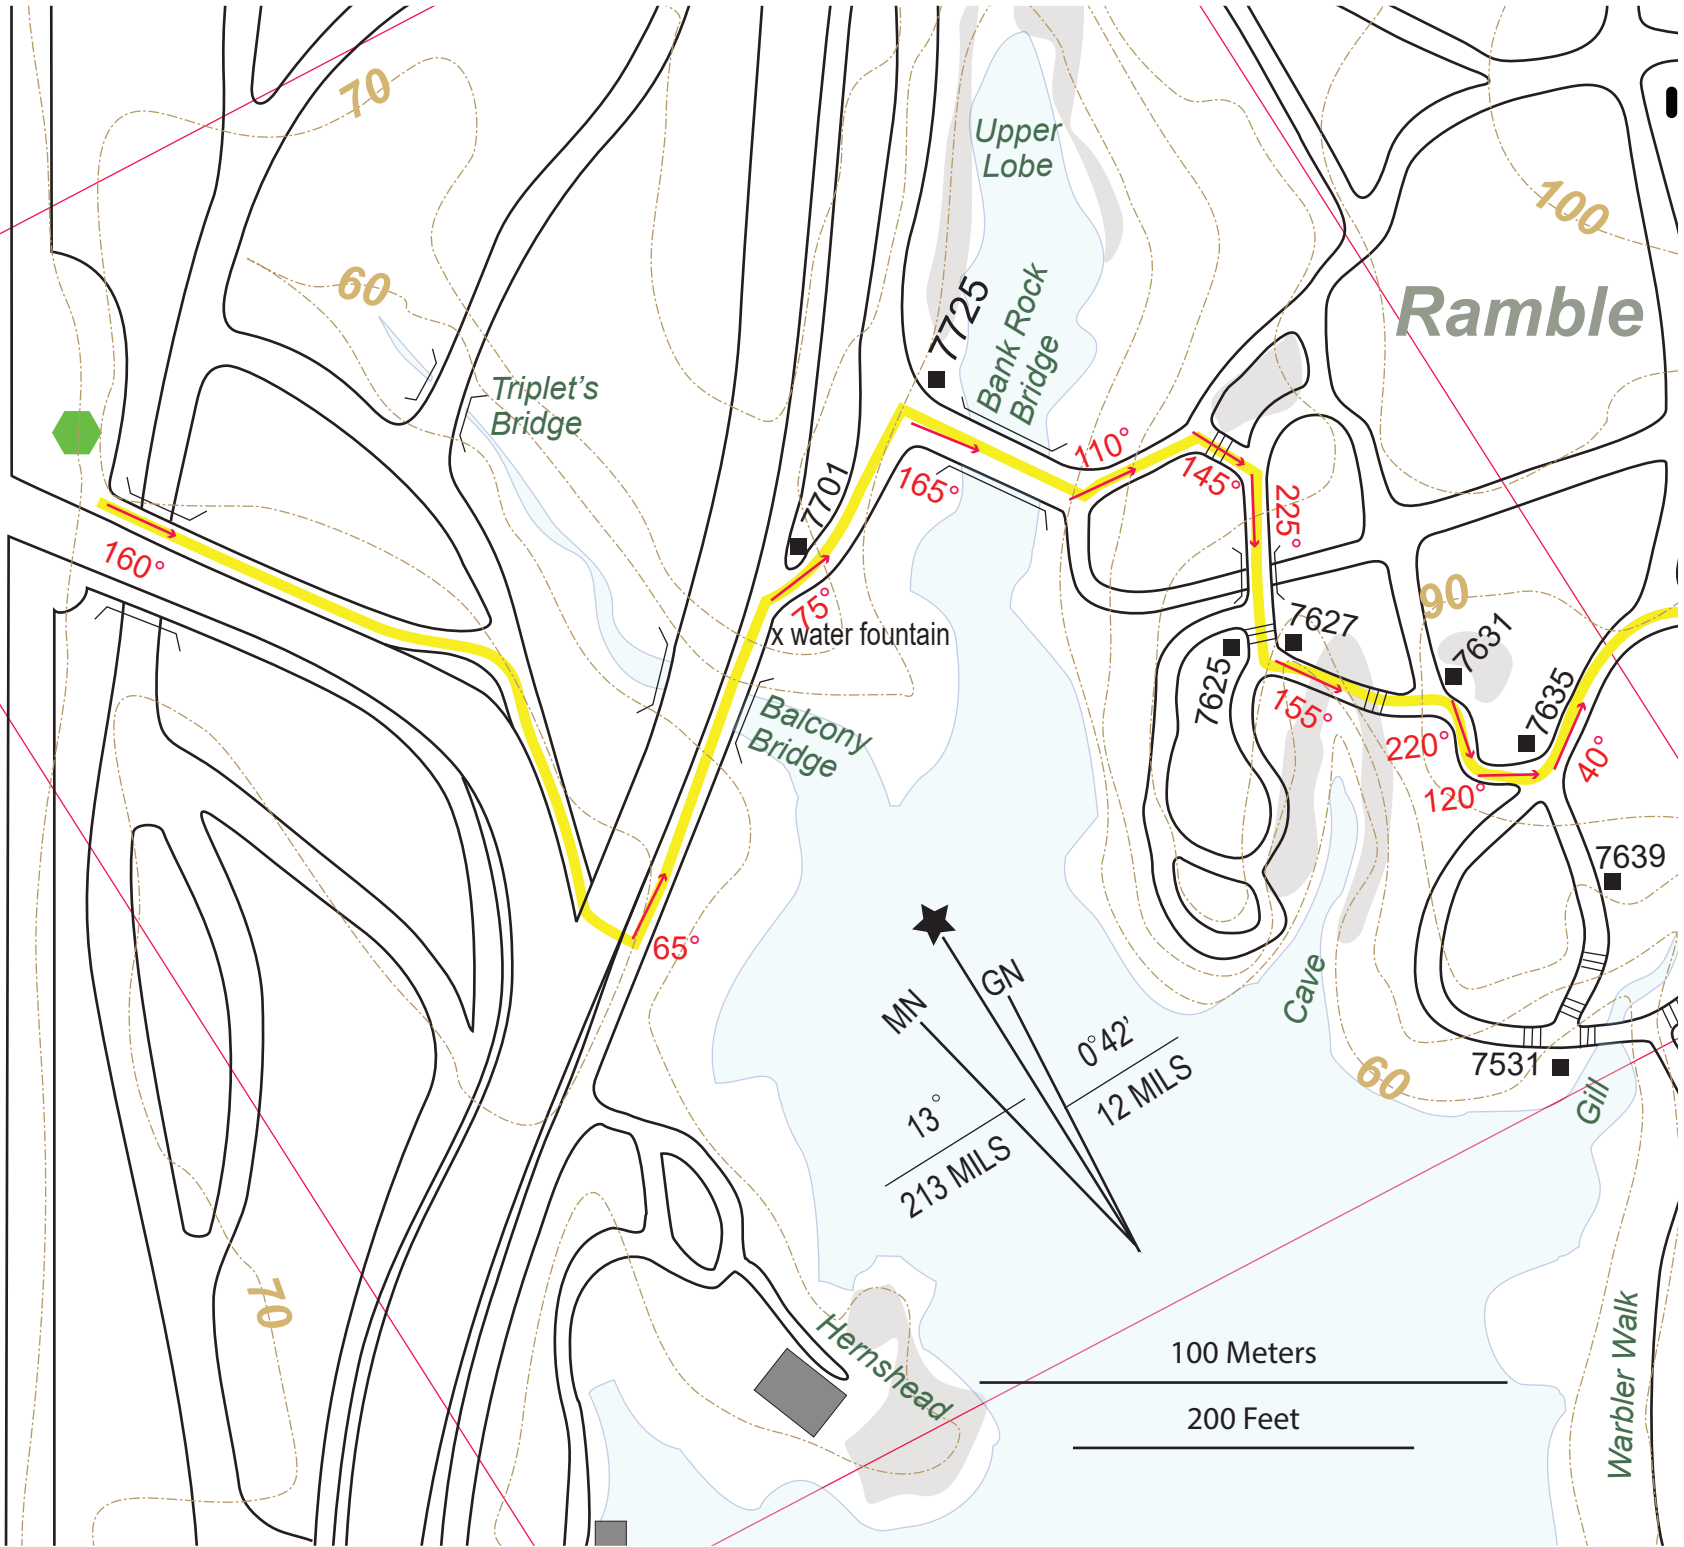 70
Upper
Lobe
100
60
Ramble
7725
Bank Rock
Bridge
Triplet's
Bridge
110°
165°
145°
7701
225°
160°
75°
x water fountain
90
7627
7631
7625
155°
7635
Balcony
Bridge
220°
40°
120°
7639
65°
GN
MN
Cave
0°42'
12 MILS
13°
213 MILS
7531
60
Gill
70
Hernshead
100 Meters
200 Feet
Warbler Walk